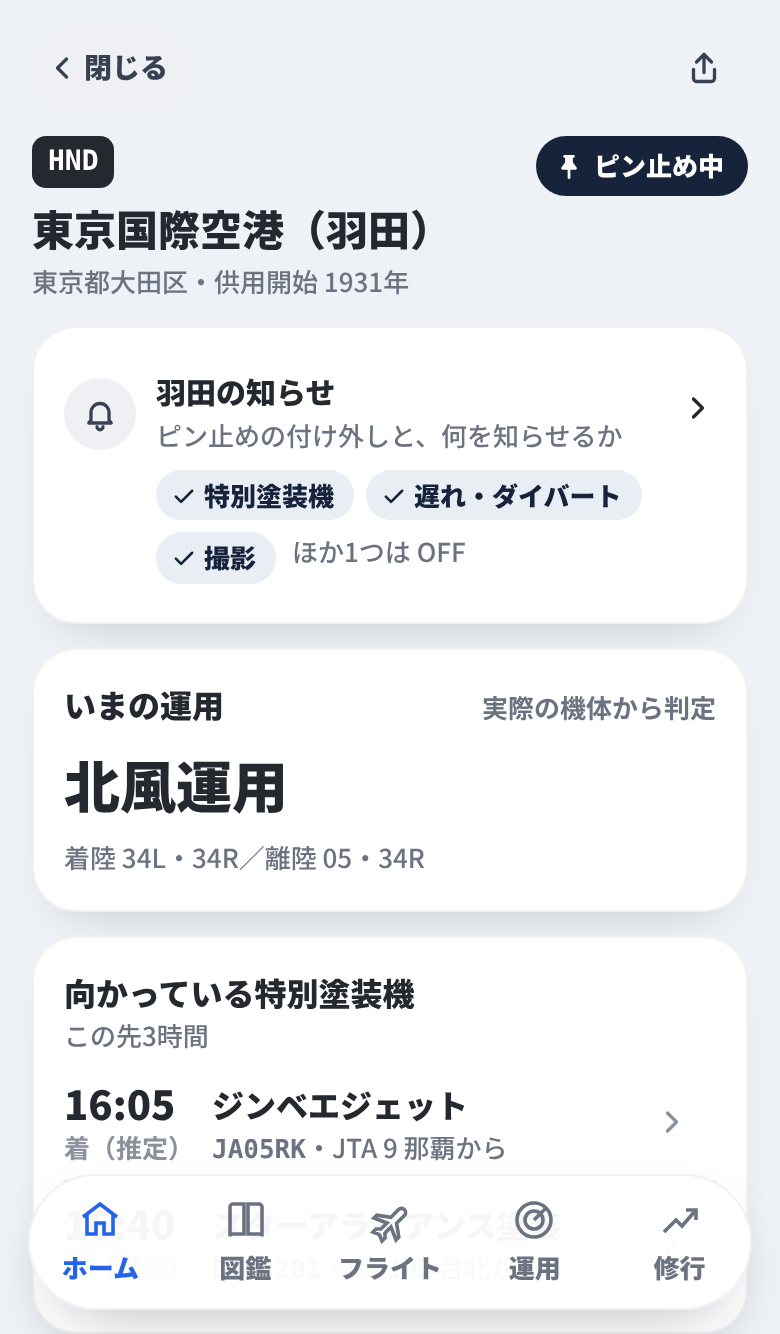 閉じる
HND
ピン止め中
東京国際空港（羽田）
東京都大田区・供用開始 1931年
羽田の知らせ
ピン止めの付け外しと、何を知らせるか
特別塗装機
遅れ・ダイバート
撮影
ほか1つは OFF
いまの運用
実際の機体から判定
北風運用
着陸 34L・34R／離陸 05・34R
向かっている特別塗装機
この先3時間
16:05 ジンベエジェット
着（推定） JA05RK・JTA 9 那覇から
ホーム
図鑑
フライト
運用
修行